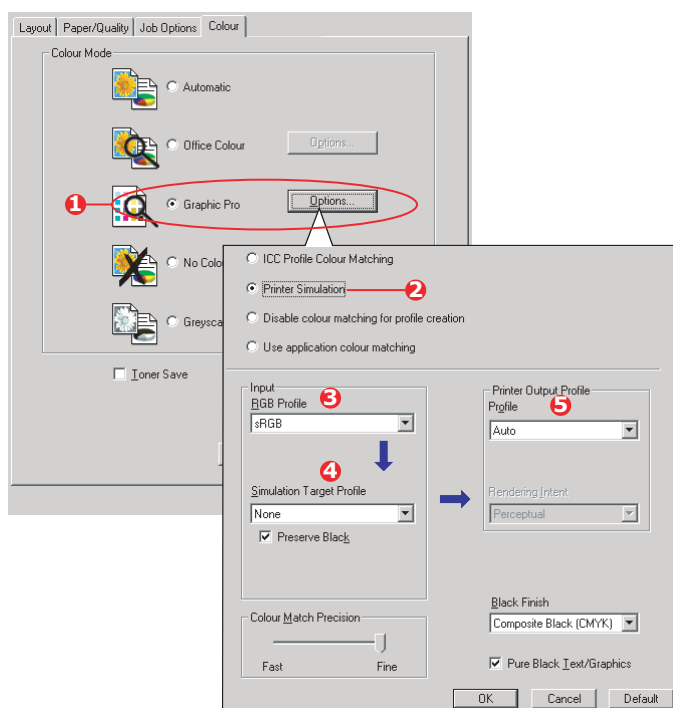 Layout Paper/Quality Job Options Colour
Colour Mode
Automatic
Office Colour Options...
1 Graphic Pro Options...
No Colo
Greysca
Toner Save
ICC Profile Colour Matching
Printer Simulation 2
Disable colour matching for profile creation
Use application colour matching
Input
RGB Profile 3
sRGB
4
Simulation Target Profile
None
Preserve Black
Colour Match Precision
Fast Fine
Printer Output Profile
Profile 5
Auto
Rendering Intent
Perceptual
Black Finish
Composite Black (CMYK)
Pure Black Text/Graphics
OK Cancel Default